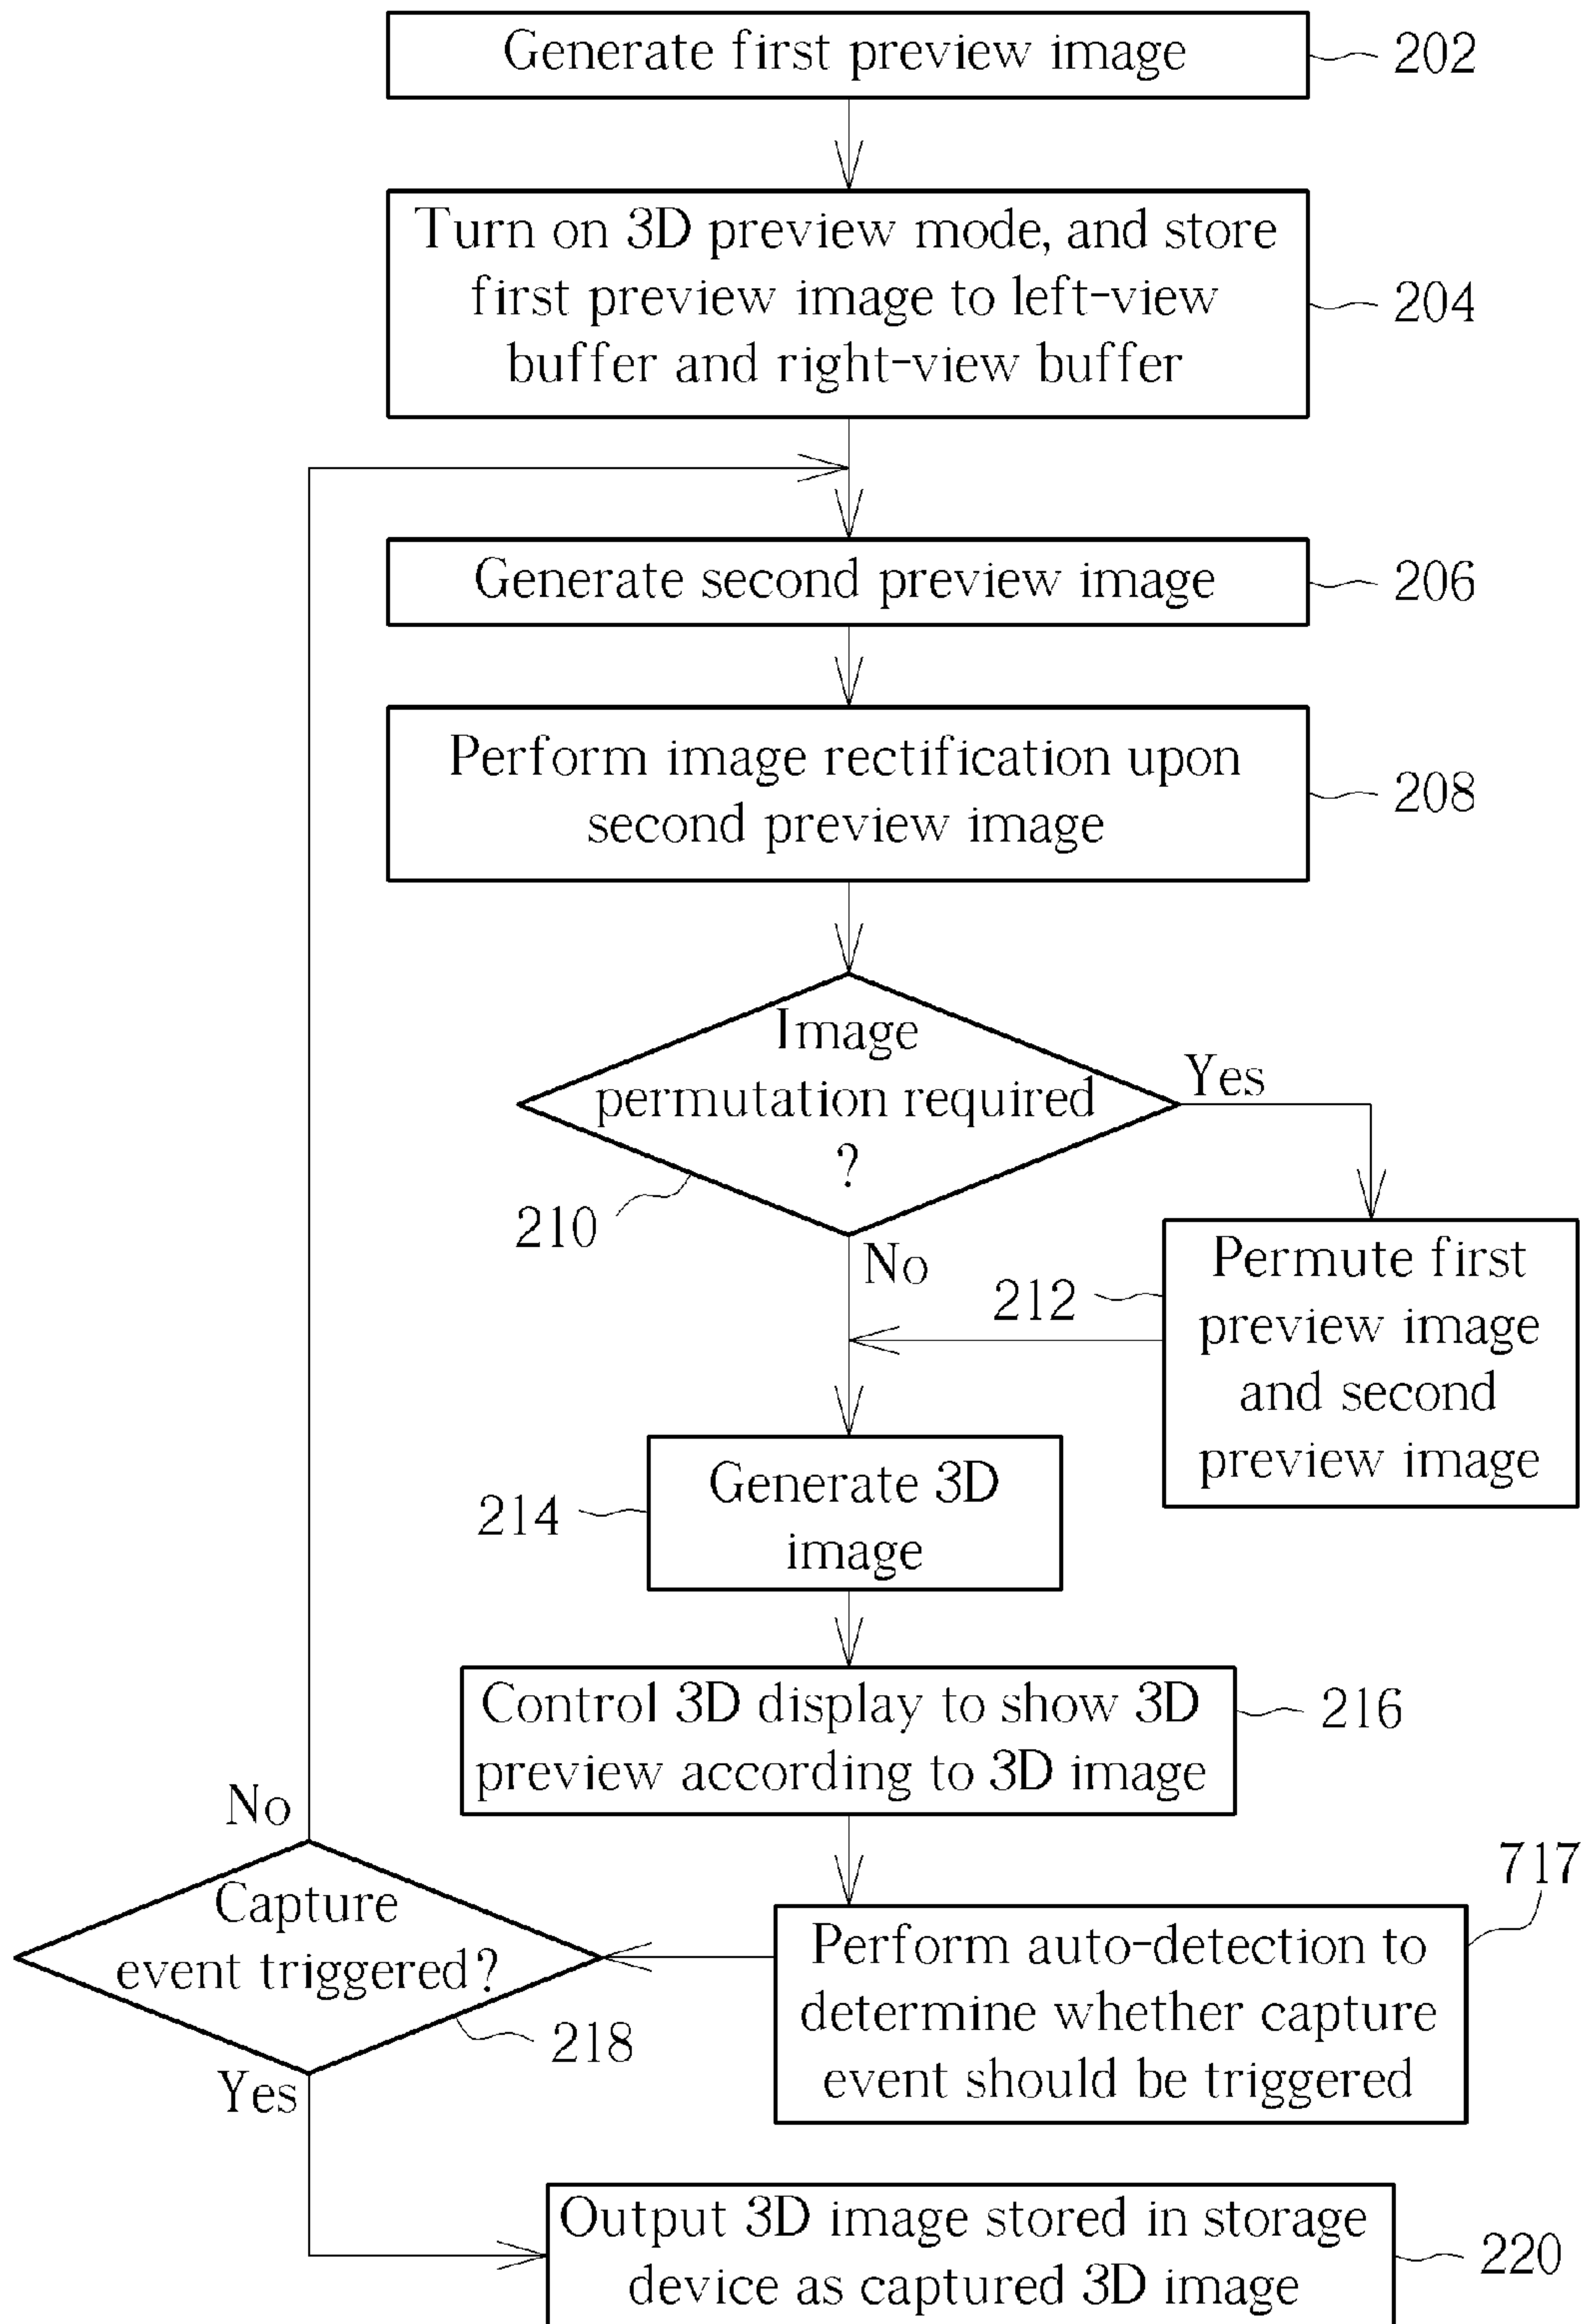 Generate first preview image
202
Turn on 3D preview mode, and store
first preview image to left-view
buffer and right-view buffer
204
Generate second preview image
206
Perform image rectification upon
second preview image
208
Image
permutation required
?
Yes
210
No
212
Permute first
preview image
and second
preview image
Generate 3D
image
214
Control 3D display to show 3D
preview according to 3D image
216
No
Capture
event triggered?
218
Yes
717
Perform auto-detection to
determine whether capture
event should be triggered
Output 3D image stored in storage
device as captured 3D image
220